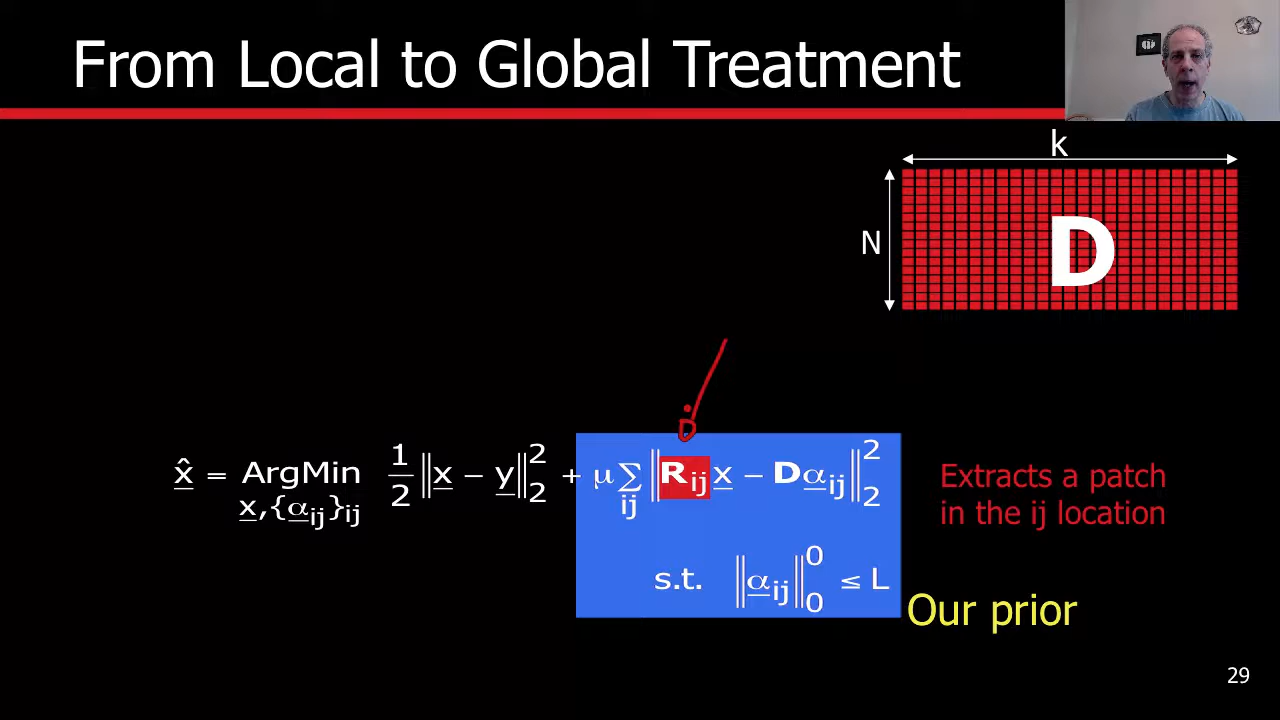 From Local to Global Treatment
k
N
D
x̂ = ArgMin 1/2 ‖x − y‖₂² + μ ∑ ‖R_ij x − D α_ij‖₂²
x,{α_ij}_ij
ij
Extracts a patch
in the ij location
s.t. ‖α_ij‖₀⁰ ≤ L
Our prior
29